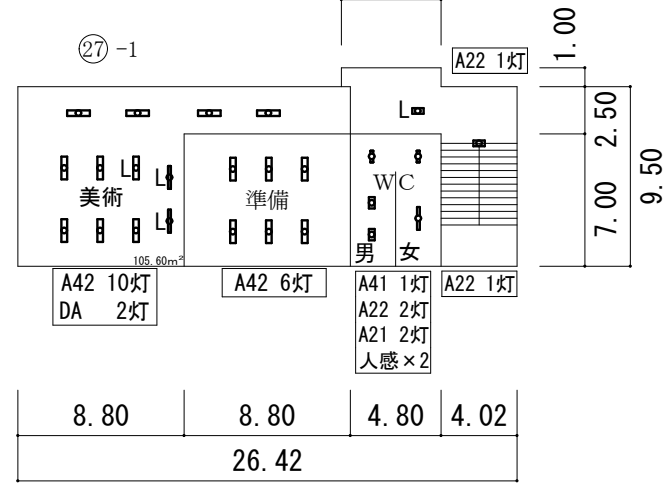 ㉗-1
A22 1灯
1.00
L
2.50
7.00
9.50
L
L
L
美術
準備
WC
男 女
105.60m²
A42 10灯
DA 2灯
A42 6灯
A41 1灯
A22 2灯
A21 2灯
人感×2
A22 1灯
8.80 8.80 4.80 4.02
26.42